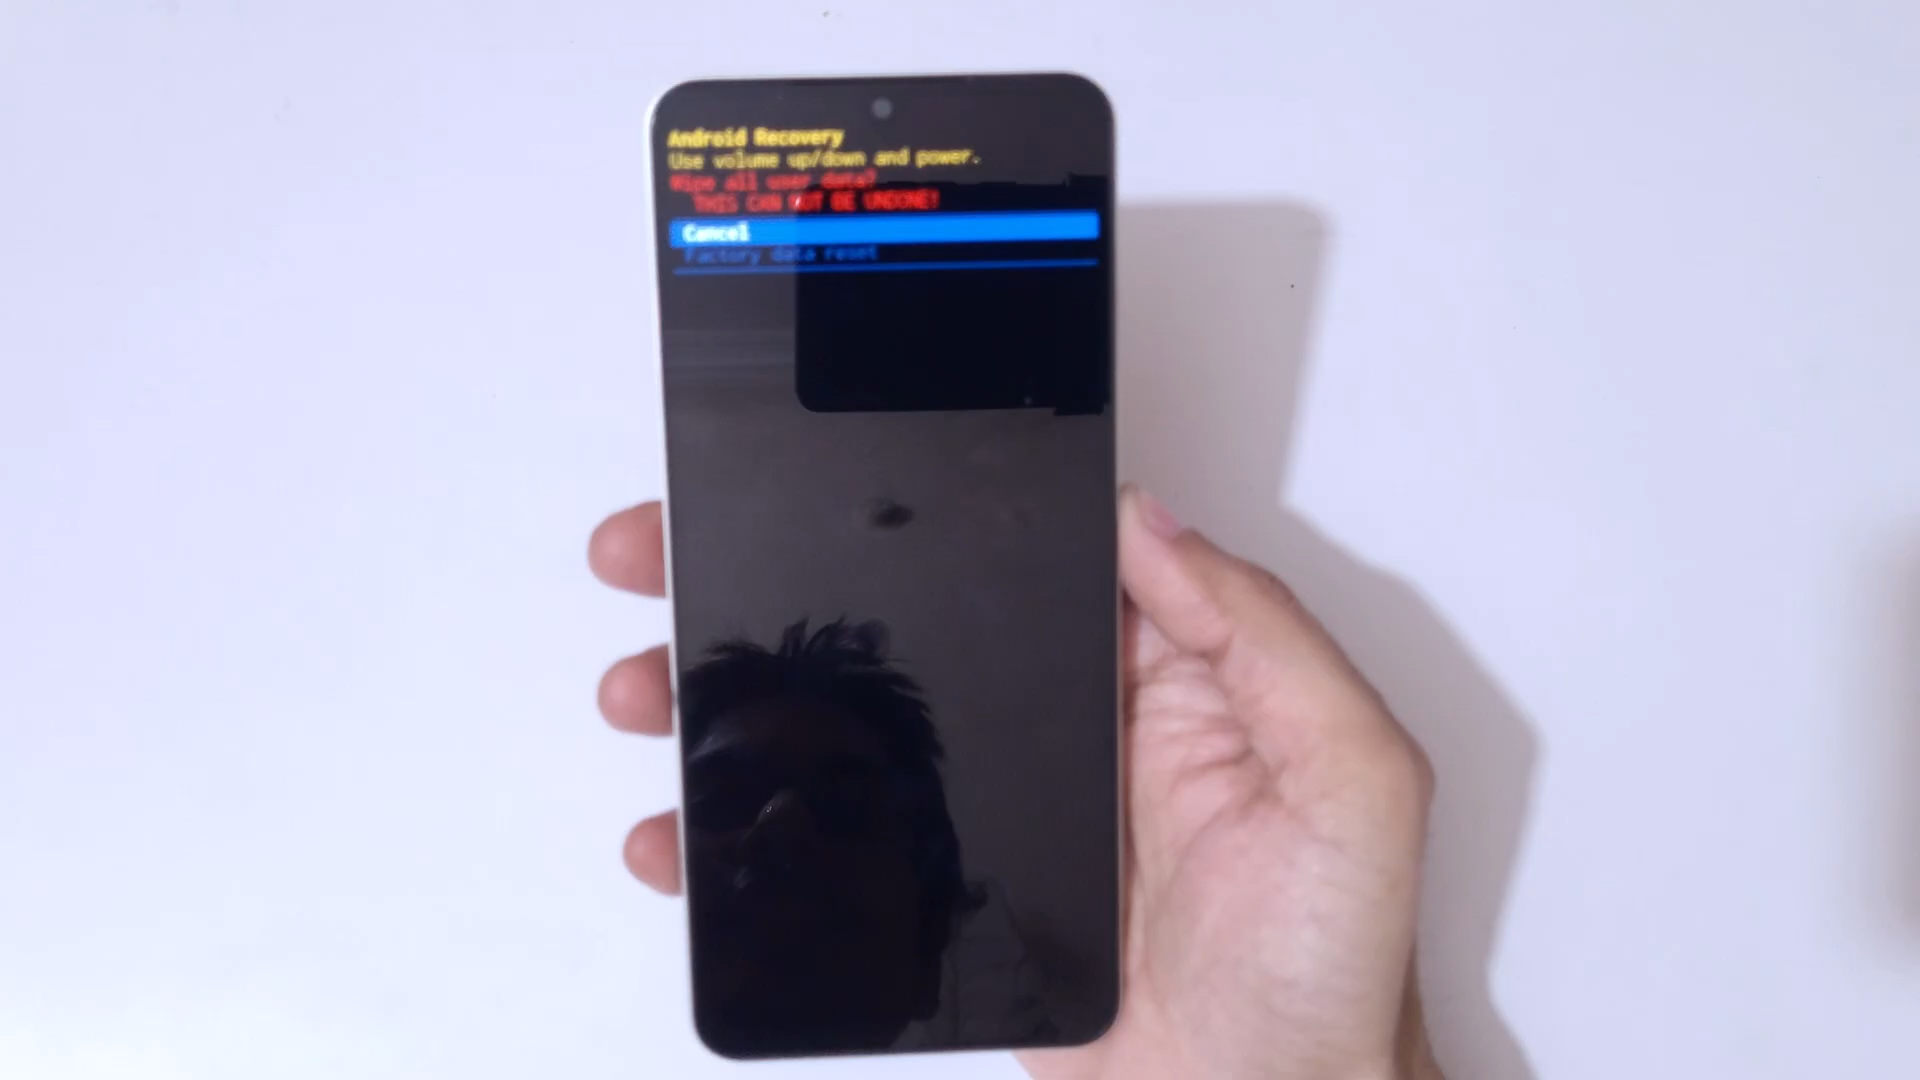 Android Recovery
Use volume up/down and power.
Wipe all user data?
THIS CAN NOT BE UNDONE!
Cancel
Factory data reset